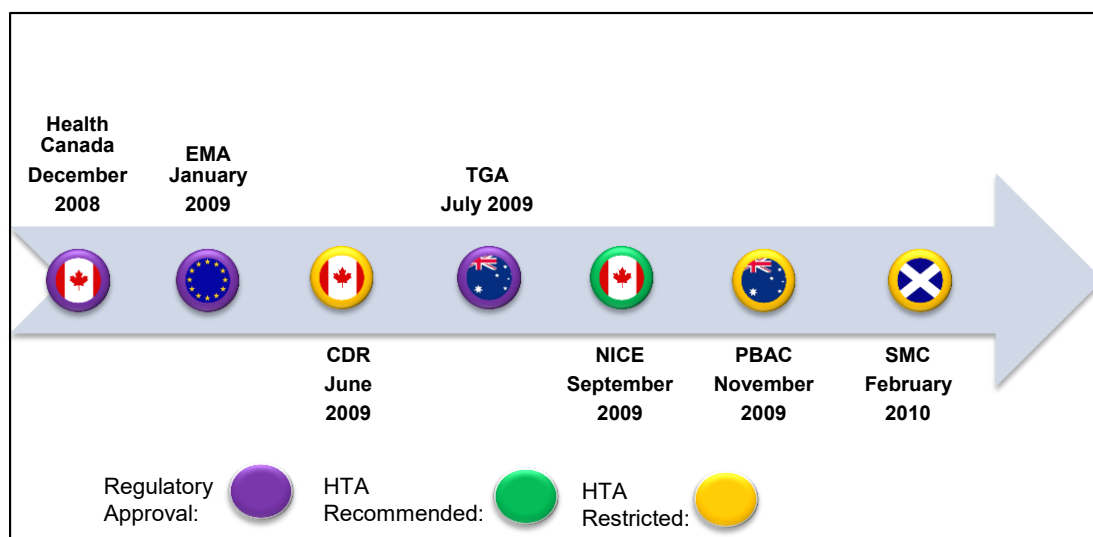 Health
Canada
December
2008
EMA
January
2009
TGA
July 2009
CDR
June
2009
NICE
September
2009
PBAC
November
2009
SMC
February
2010
Regulatory
Approval:
HTA
Recommended:
HTA
Restricted: